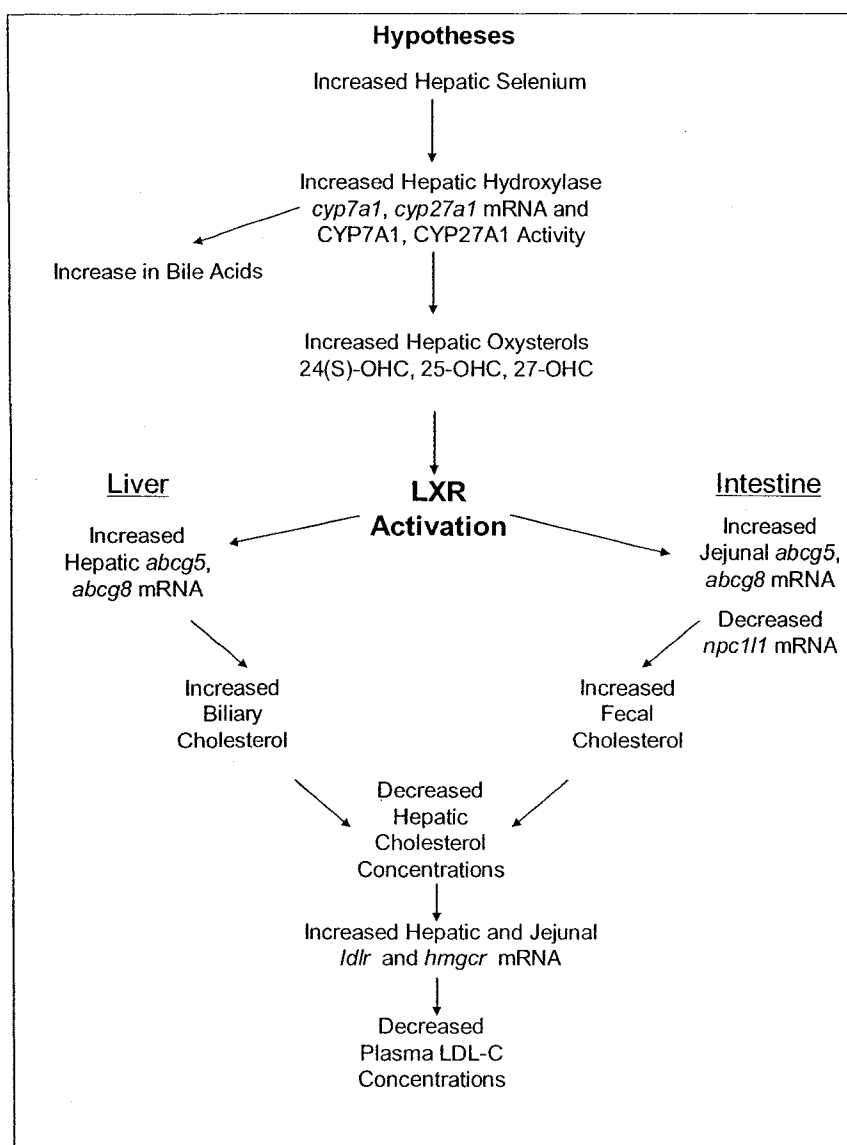 Hypotheses
Increased Hepatic Selenium
Increased Hepatic Hydroxylase
cyp7a1, cyp27a1 mRNA and
CYP7A1, CYP27A1 Activity
Increase in Bile Acids
Increased Hepatic Oxysterols
24(S)-OHC, 25-OHC, 27-OHC
LXR
Activation
Liver
Increased
Hepatic abcg5,
abcg8 mRNA
Intestine
Increased
Jejunal abcg5,
abcg8 mRNA
Decreased
npc1l1 mRNA
Increased
Biliary
Cholesterol
Increased
Fecal
Cholesterol
Decreased
Hepatic
Cholesterol
Concentrations
Increased Hepatic and Jejunal
ldlr and hmgcr mRNA
Decreased
Plasma LDL-C
Concentrations